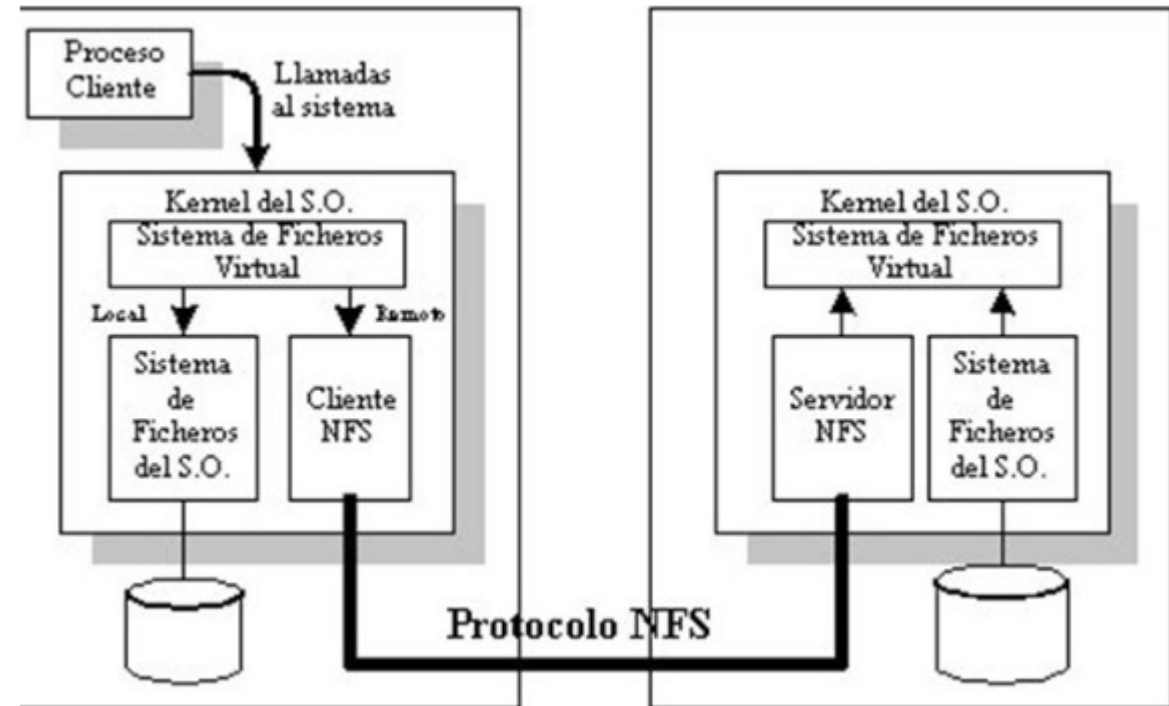 Proceso
Cliente
Llamadas
al sistema
Kernel del S.O.
Sistema de Ficheros
Virtual
Local
Remoto
Sistema
de
Ficheros
del S.O.
Cliente
NFS
Kernel del S.O.
Sistema de Ficheros
Virtual
Servidor
NFS
Sistema
de
Ficheros
del S.O.
Protocolo NFS